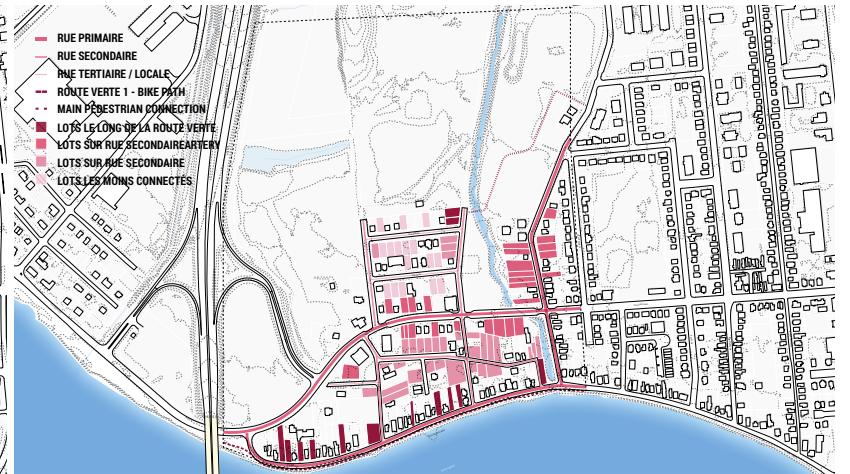 RUE PRIMAIRE
RUE SECONDAIRE
RUE TERTIAIRE / LOCALE
ROUTE VERTE 1 - BIKE PATH
MAIN PEDESTRIAN CONNECTION
LOTS LE LONG DE LA ROUTE VERTE
LOTS SUR RUE SECONDAIREARTERY
LOTS SUR RUE SECONDAIRE
LOTS LES MOINS CONNECTÉS